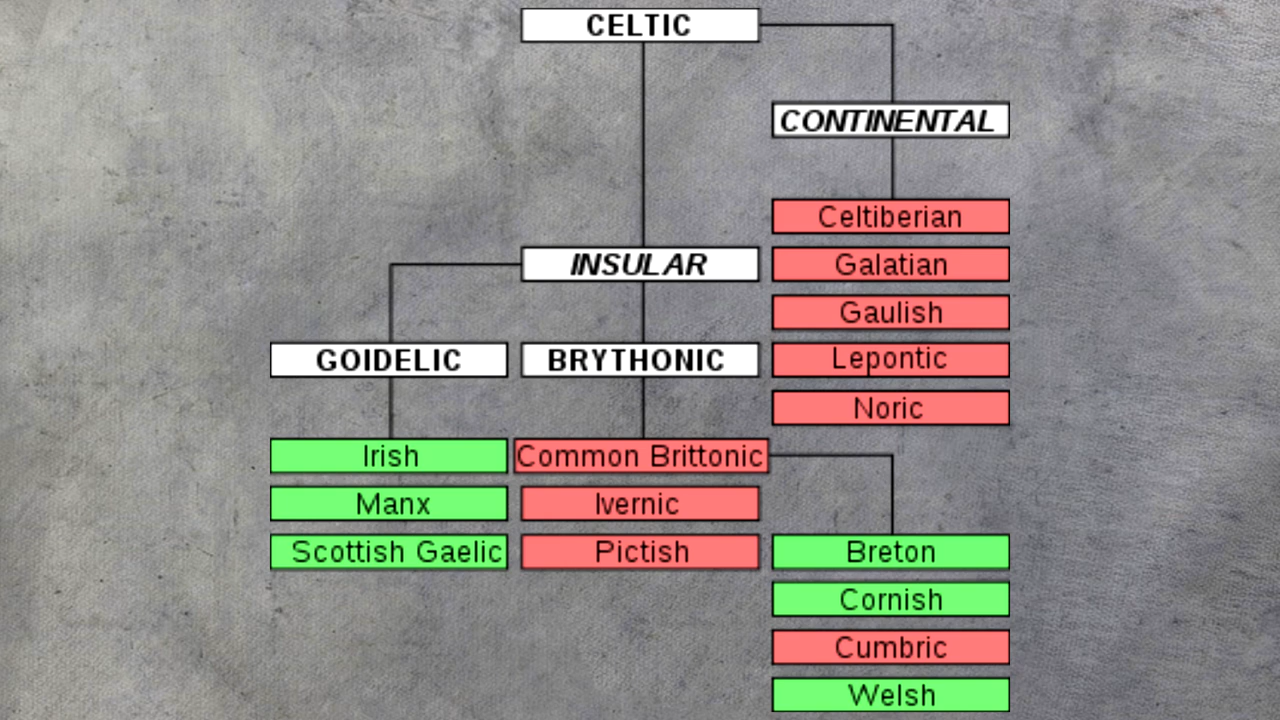 CELTIC
CONTINENTAL
Celtiberian
INSULAR
Galatian
Gaulish
GOIDELIC
BRYTHONIC
Lepontic
Noric
Irish
Common Brittonic
Manx
Ivernic
Scottish Gaelic
Pictish
Breton
Cornish
Cumbric
Welsh